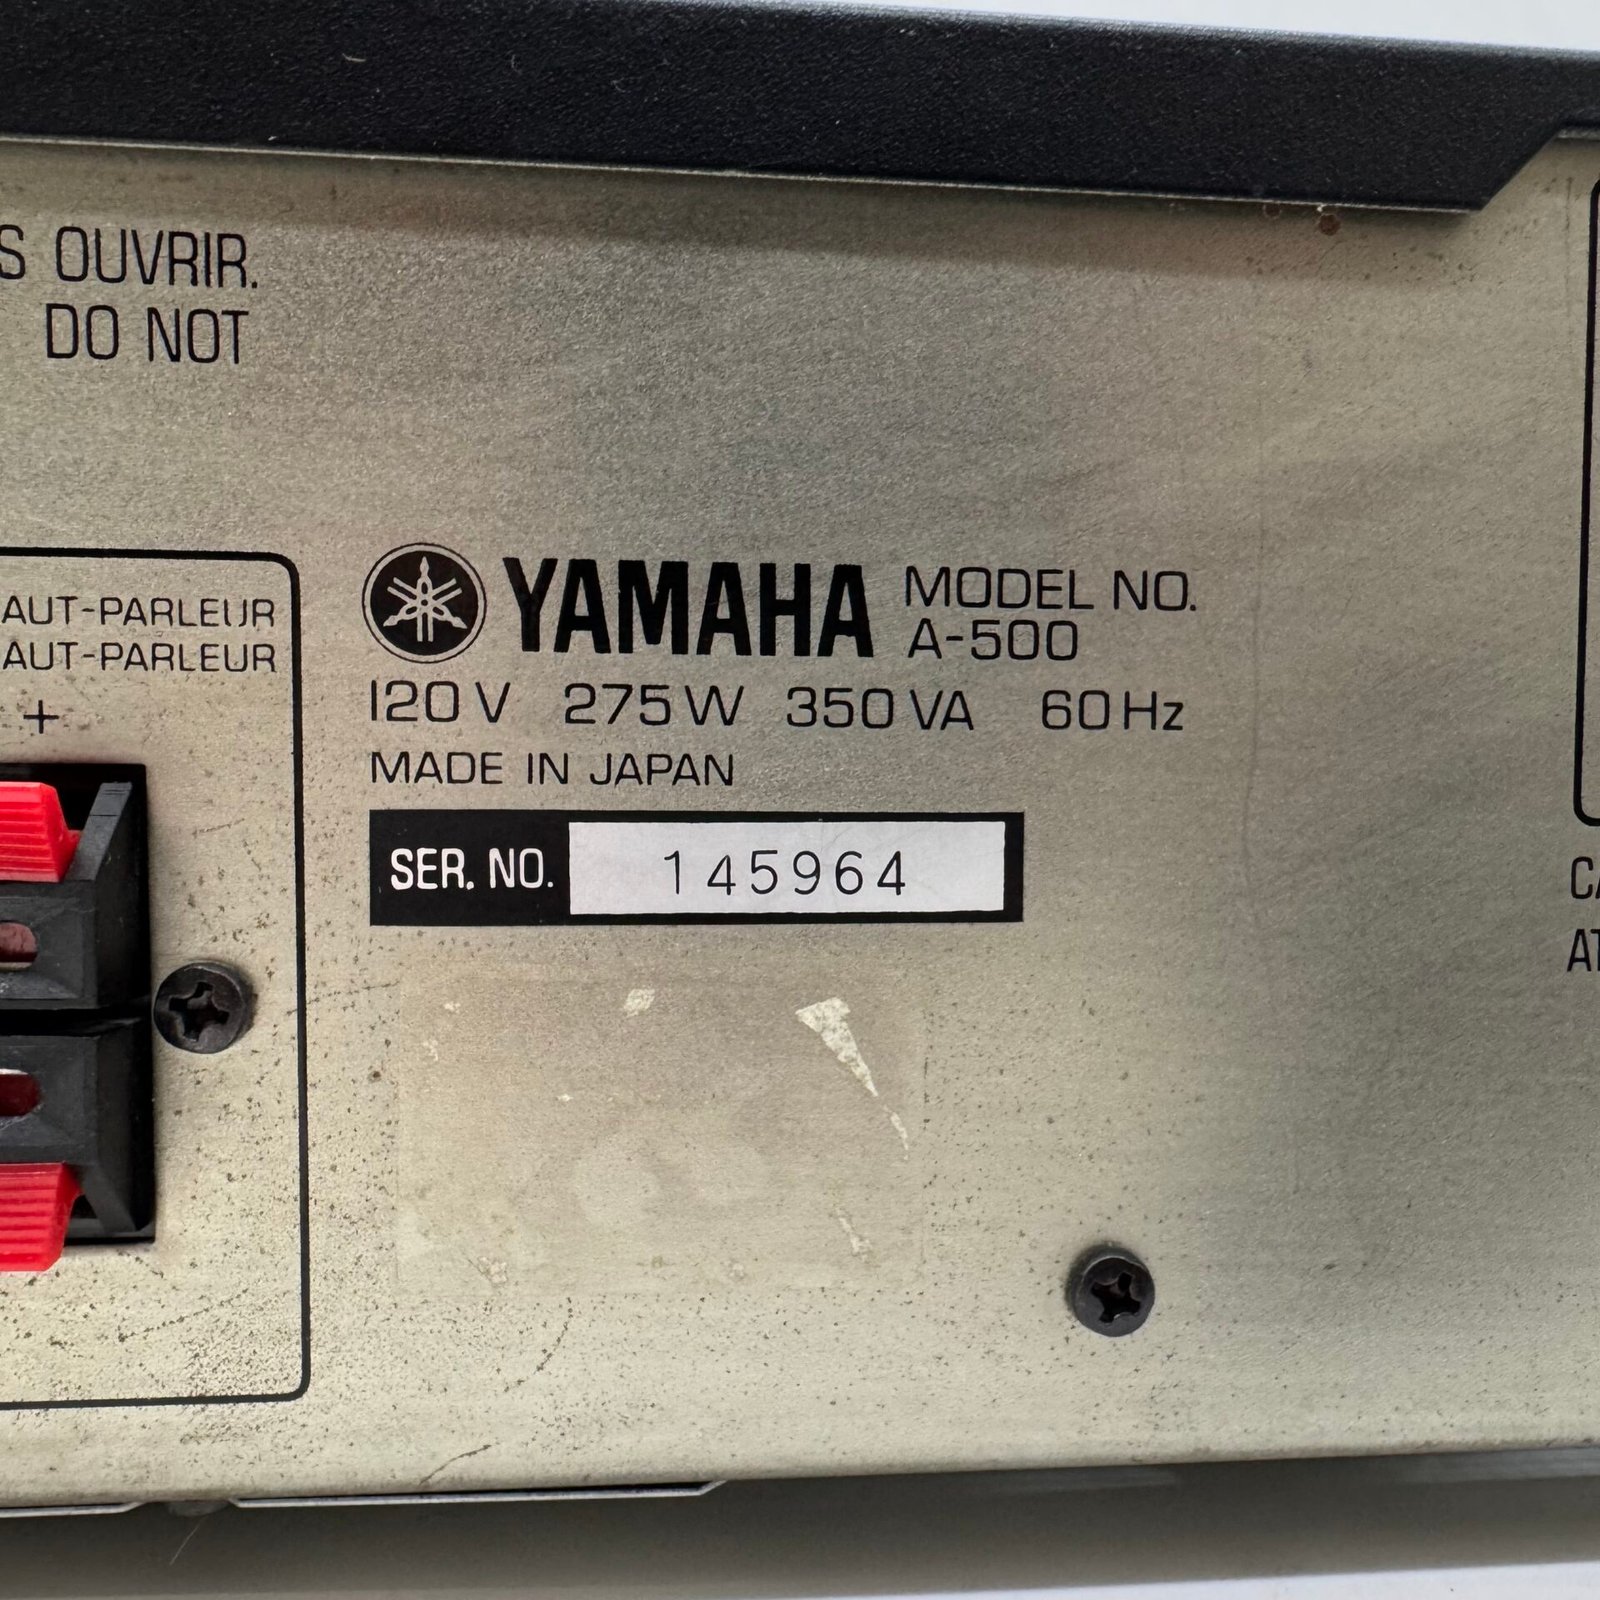 S OUVRIR.
DO NOT
AUT-PARLEUR
AUT-PARLEUR
+
YAMAHA MODEL NO.
A-500
120V 275W 350VA 60Hz
MADE IN JAPAN
SER. NO. 145964
CA
AT